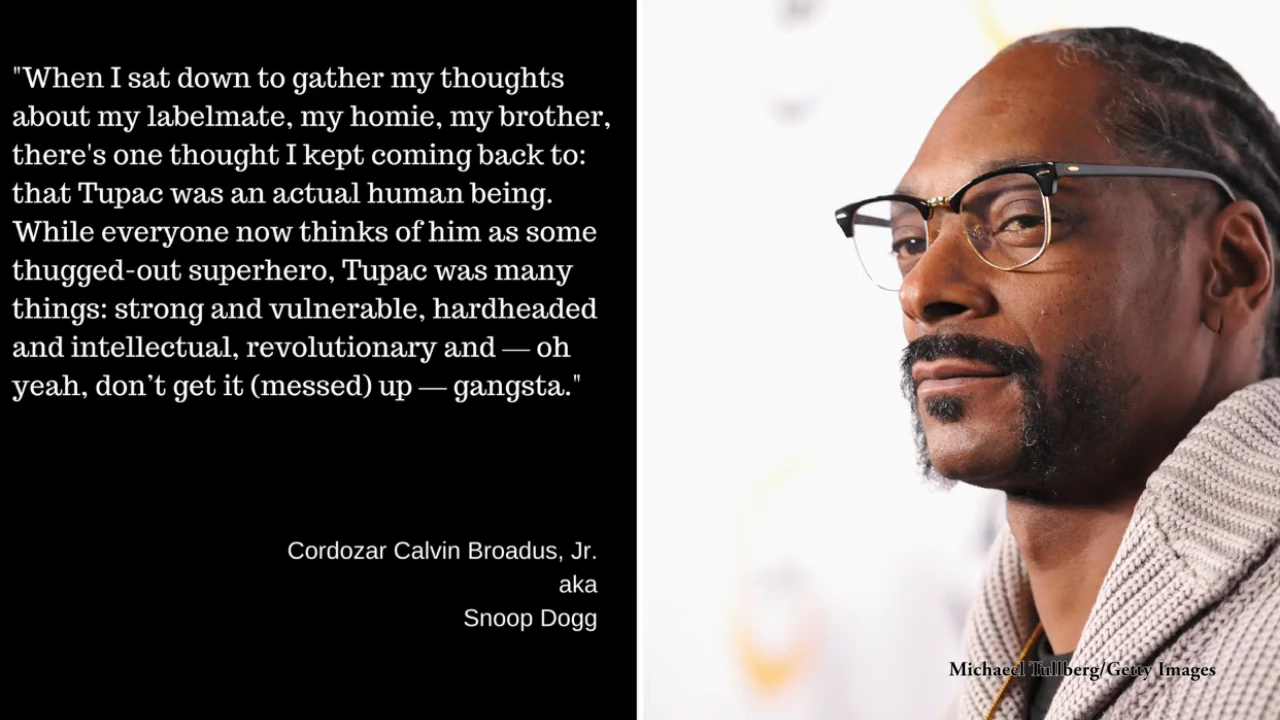 "When I sat down to gather my thoughts
about my labelmate, my homie, my brother,
there's one thought I kept coming back to:
that Tupac was an actual human being.
While everyone now thinks of him as some
thugged-out superhero, Tupac was many
things: strong and vulnerable, hardheaded
and intellectual, revolutionary and — oh
yeah, don’t get it (messed) up — gangsta."
Cordozar Calvin Broadus, Jr.
aka
Snoop Dogg
Michaeel Tullberg/Getty Images